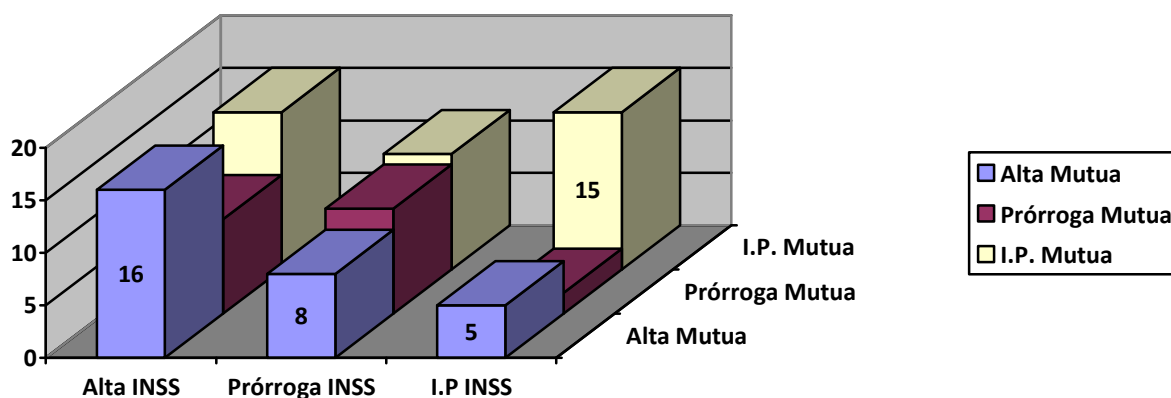 20
15
10
5
0
16
8
5
15
Alta INSS
Prórroga INSS
I.P INSS
I.P. Mutua
Prórroga Mutua
Alta Mutua
Alta Mutua
Prórroga Mutua
I.P. Mutua